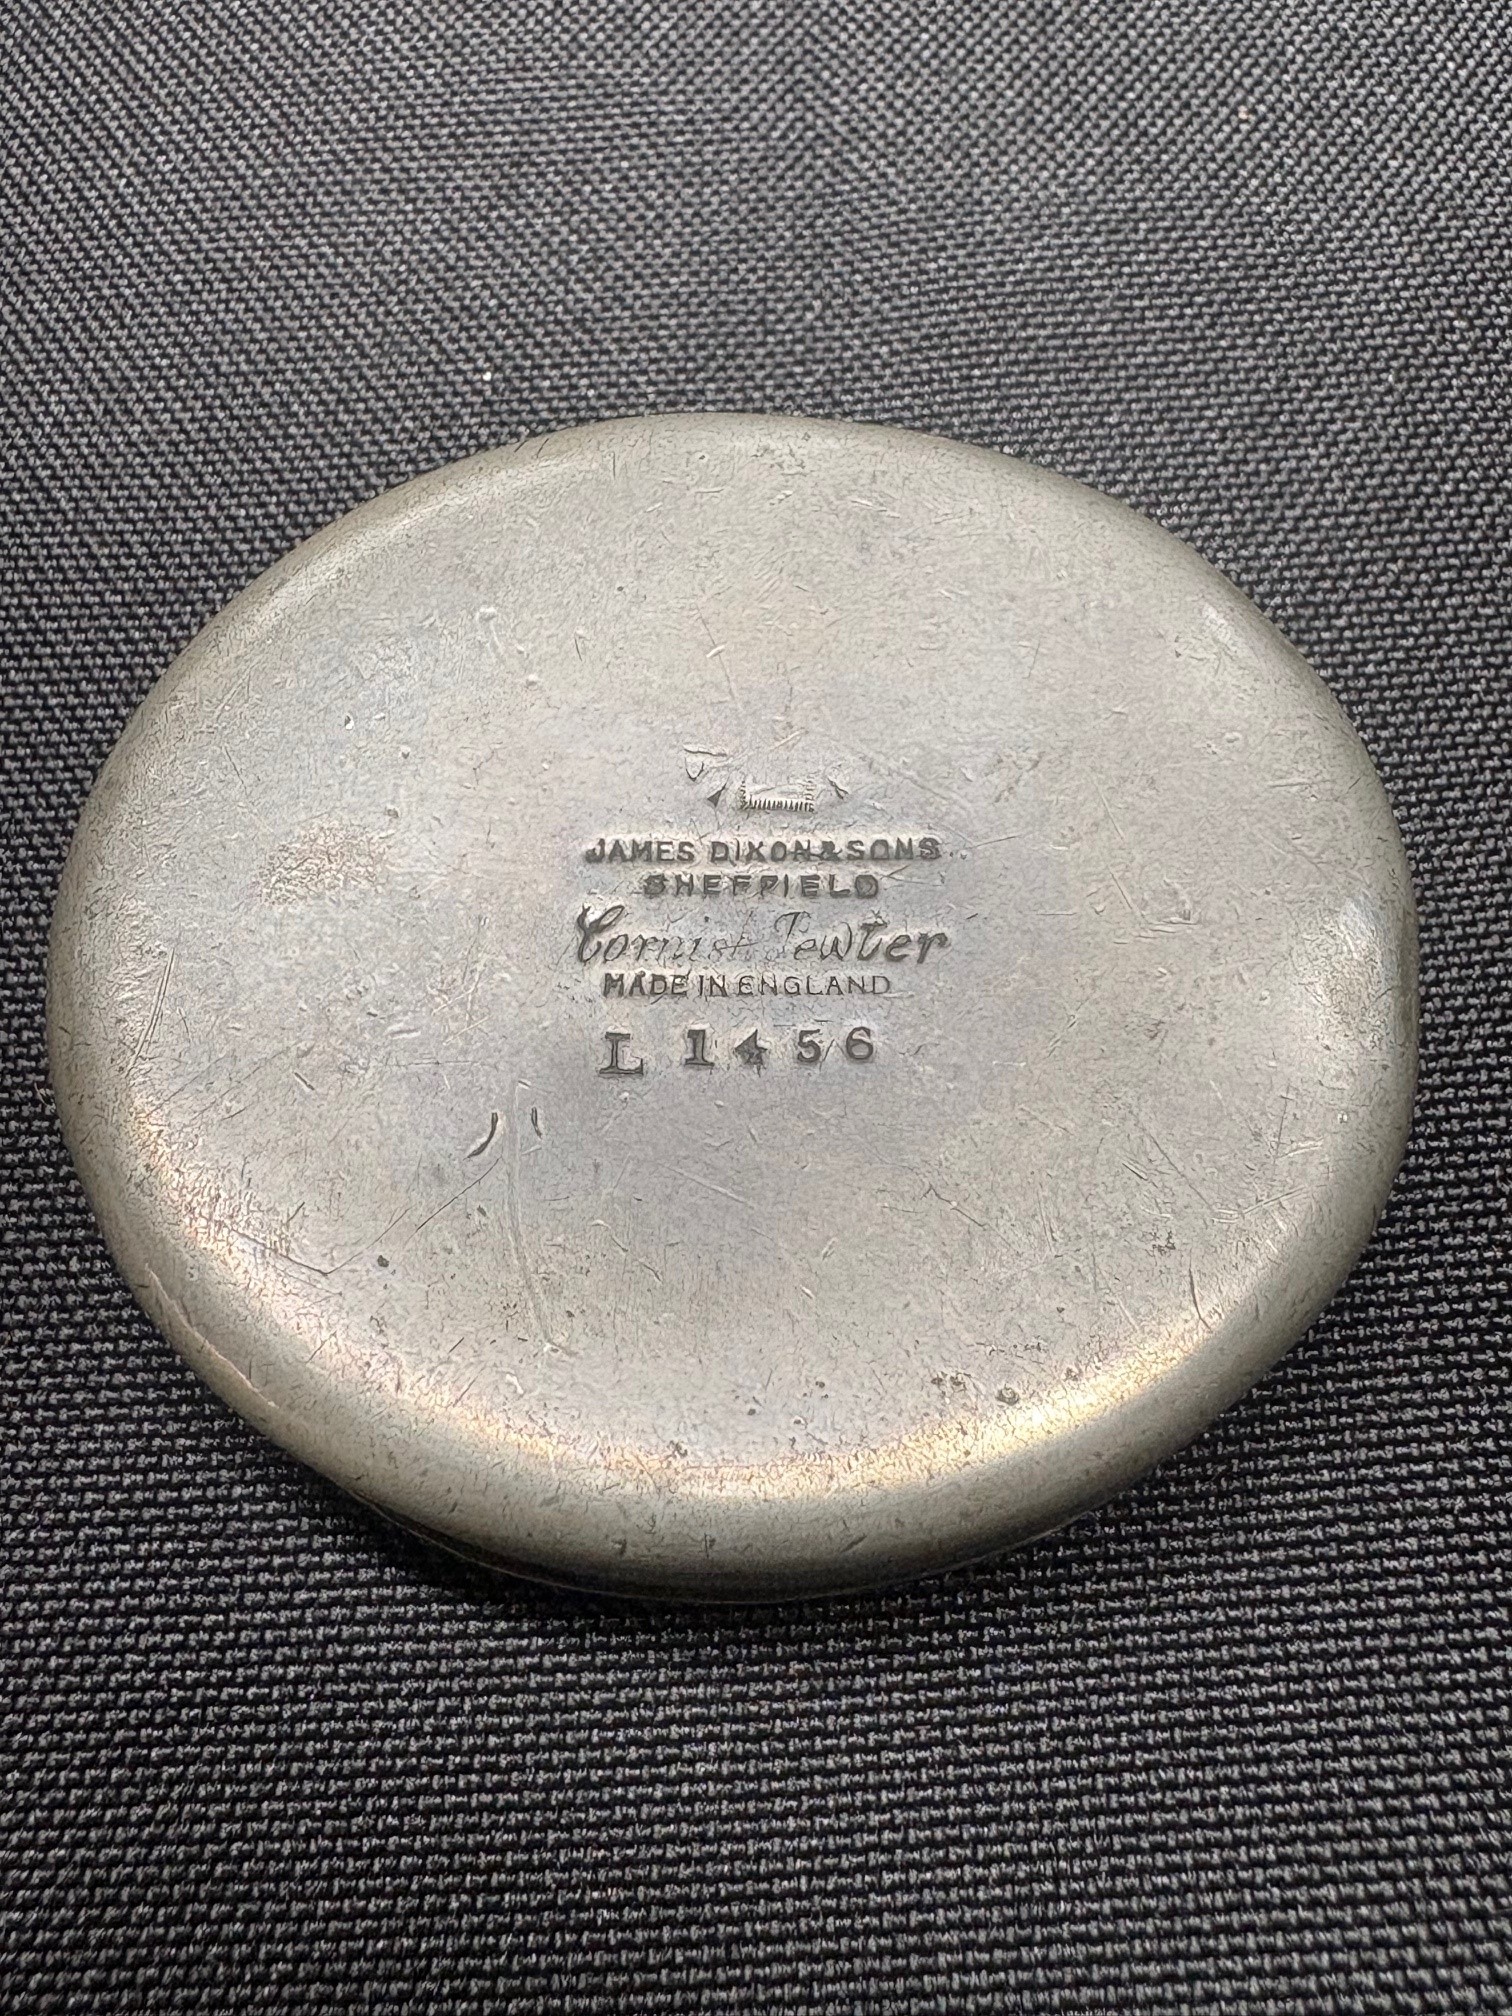 JAMES DIXON & SONS
SHEFFIELD
Cornish Pewter
MADE IN ENGLAND
L 1456